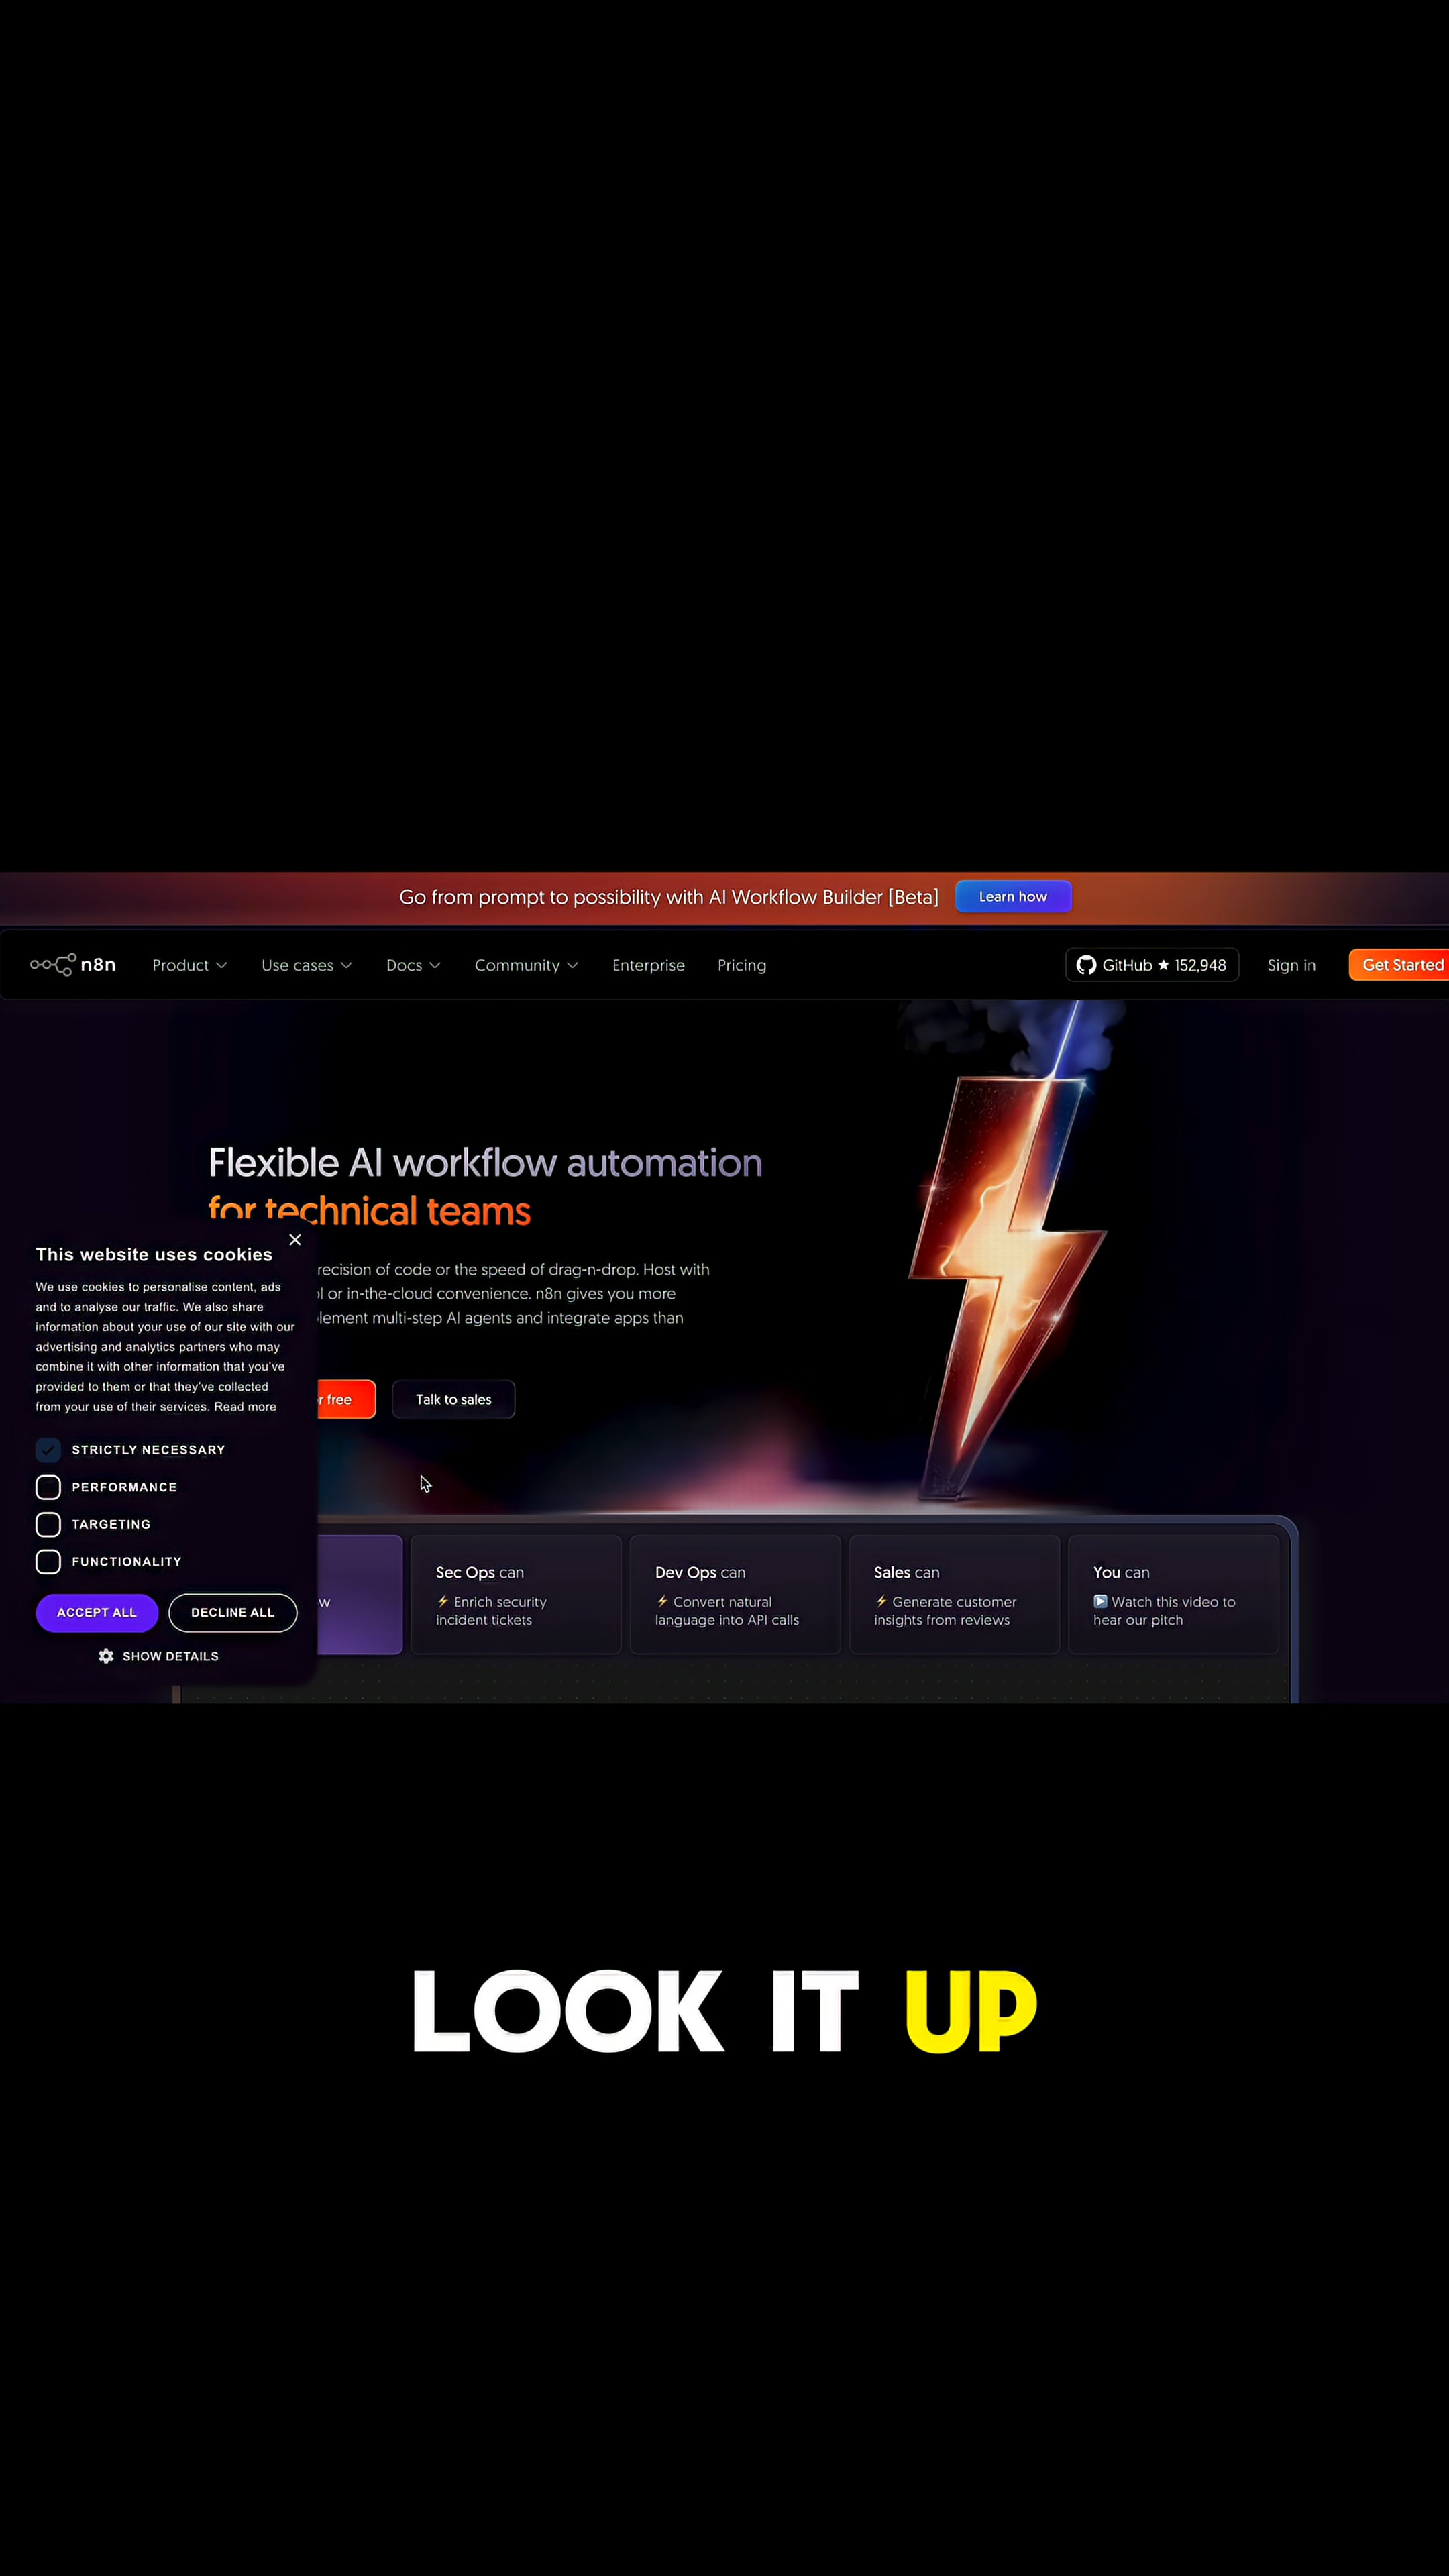 Go from prompt to possibility with AI Workflow Builder [Beta] Learn how
n8n Product Use cases Docs Community Enterprise Pricing GitHub ★ 152,948 Sign in Get Started
Flexible AI workflow automation
for technical teams
recision of code or the speed of drag-n-drop. Host with
l or in-the-cloud convenience. n8n gives you more
lement multi-step AI agents and integrate apps than
r free Talk to sales
This website uses cookies
We use cookies to personalise content, ads
and to analyse our traffic. We also share
information about your use of our site with our
advertising and analytics partners who may
combine it with other information that you've
provided to them or that they've collected
from your use of their services. Read more
STRICTLY NECESSARY
PERFORMANCE
TARGETING
FUNCTIONALITY
ACCEPT ALL DECLINE ALL
SHOW DETAILS
w
Sec Ops can
⚡ Enrich security
incident tickets
Dev Ops can
⚡ Convert natural
language into API calls
Sales can
⚡ Generate customer
insights from reviews
You can
▶ Watch this video to
hear our pitch
LOOK IT UP